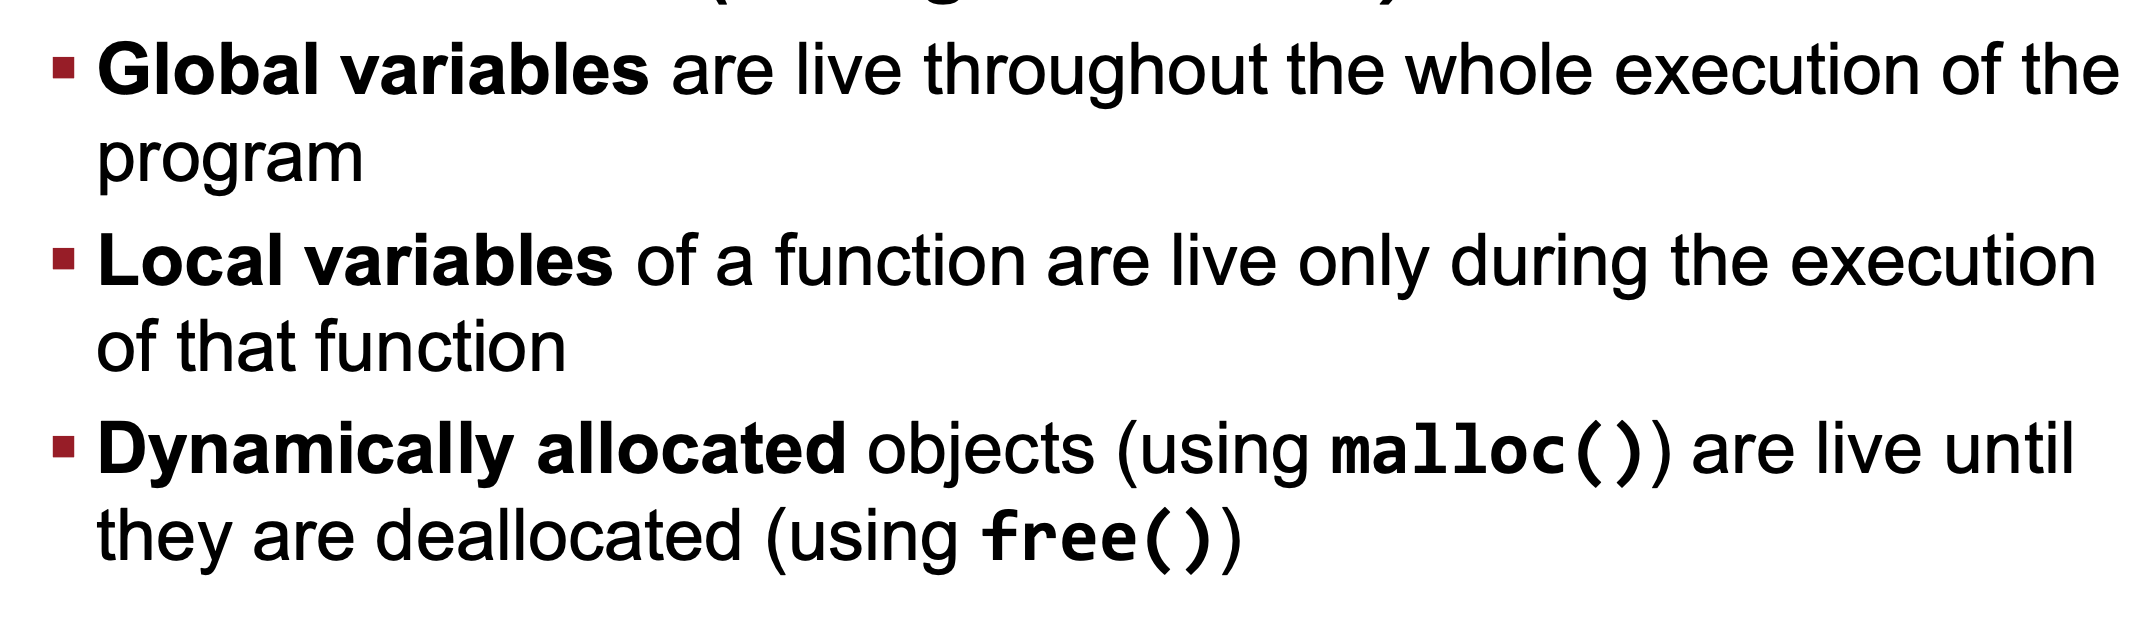 ▪ Global variables are live throughout the whole execution of the
program
▪ Local variables of a function are live only during the execution
of that function
▪ Dynamically allocated objects (using malloc()) are live until
they are deallocated (using free())